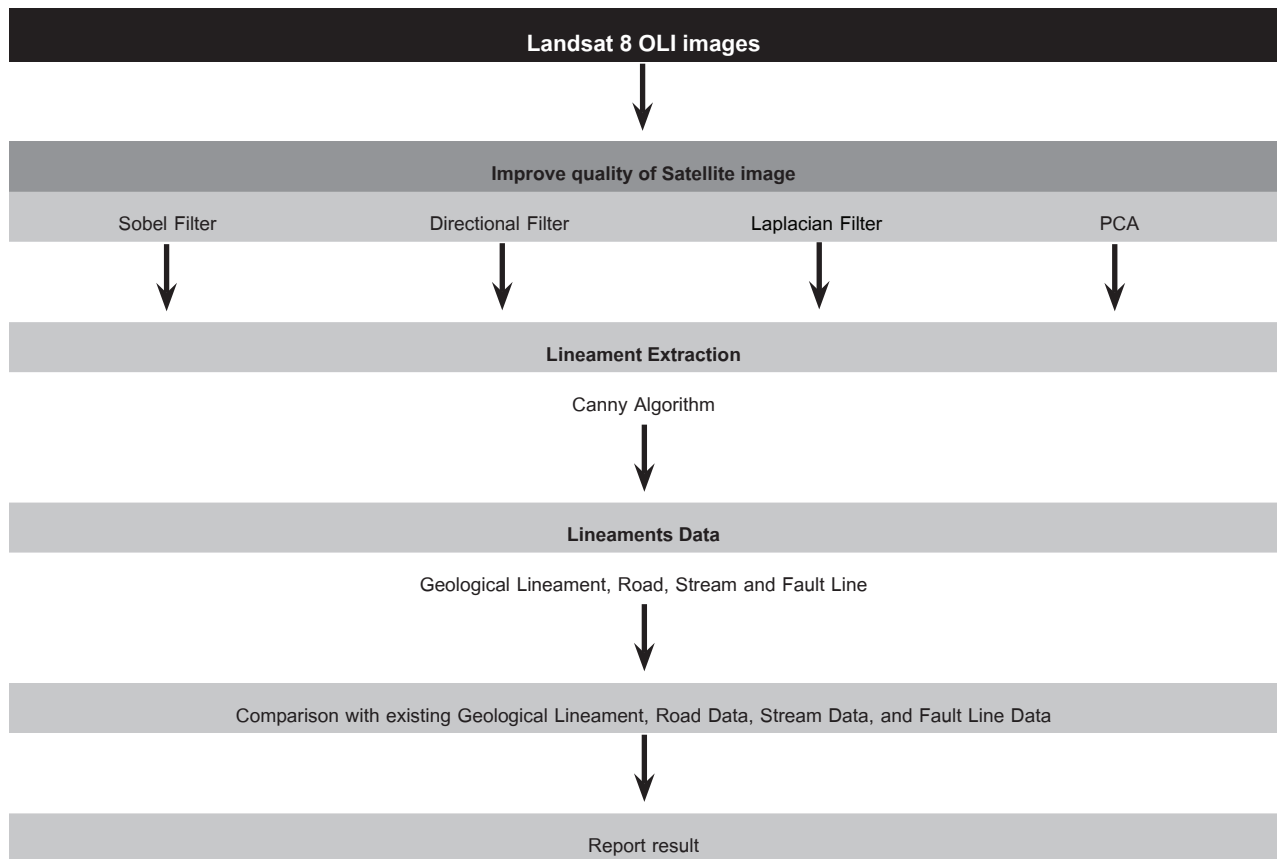 Landsat 8 OLI images
Improve quality of Satellite image
Sobel Filter
Directional Filter
Laplacian Filter
PCA
Lineament Extraction
Canny Algorithm
Lineaments Data
Geological Lineament, Road, Stream and Fault Line
Comparison with existing Geological Lineament, Road Data, Stream Data, and Fault Line Data
Report result